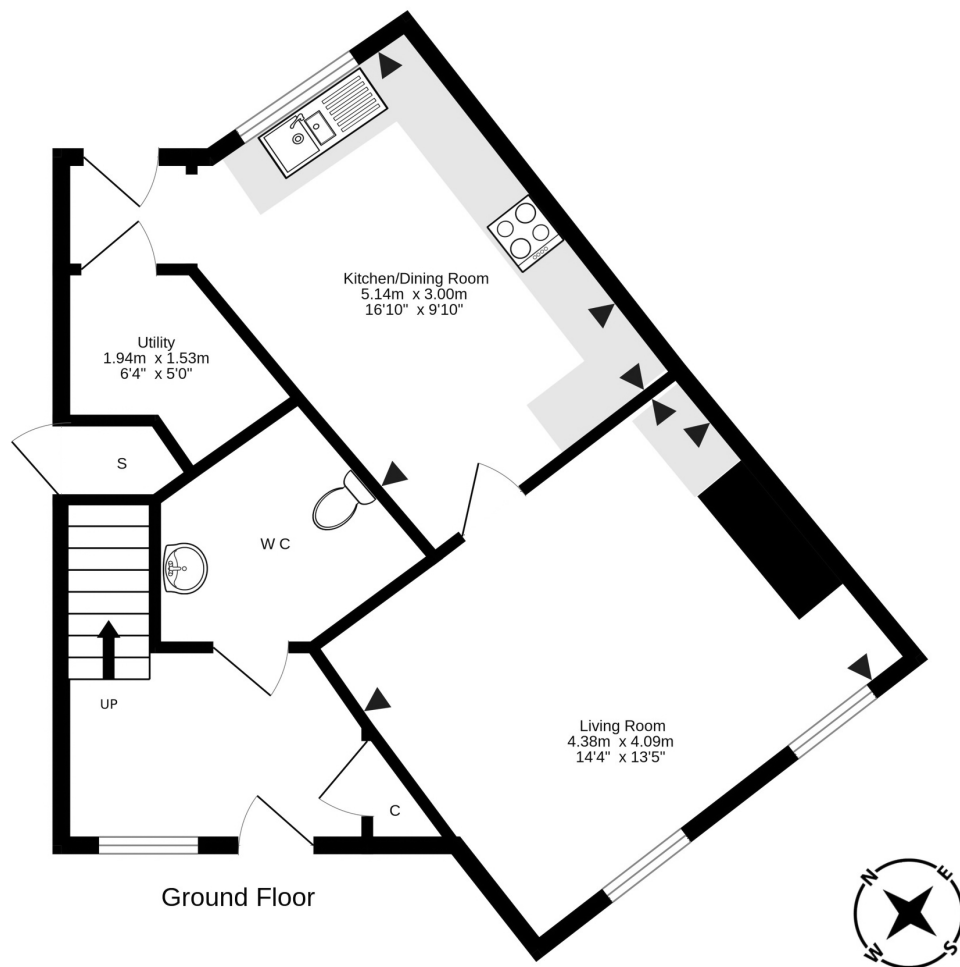 Kitchen/Dining Room
5.14m x 3.00m
16'10" x 9'10"
Utility
1.94m x 1.53m
6'4" x 5'0"
S
W C
UP
Living Room
4.38m x 4.09m
14'4" x 13'5"
C
Ground Floor
N
E
W
S